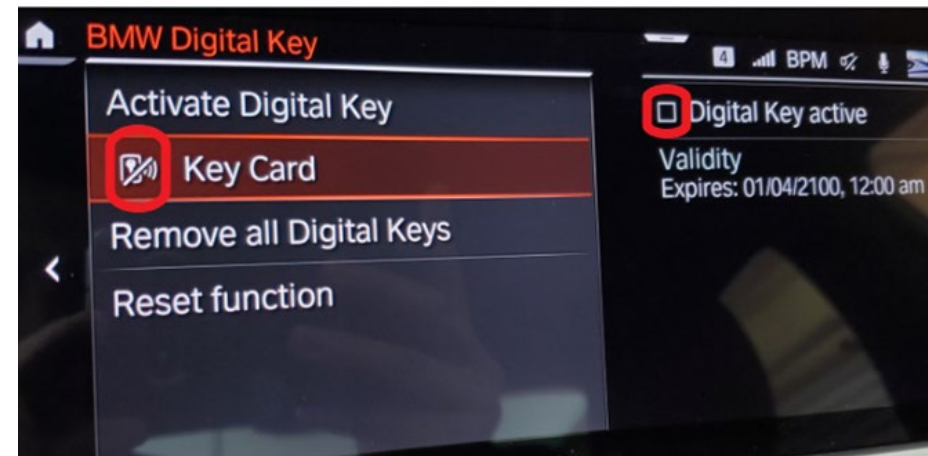 BMW Digital Key
4 BPM
Activate Digital Key
Key Card
Remove all Digital Keys
Reset function
Digital Key active
Validity
Expires: 01/04/2100, 12:00 am